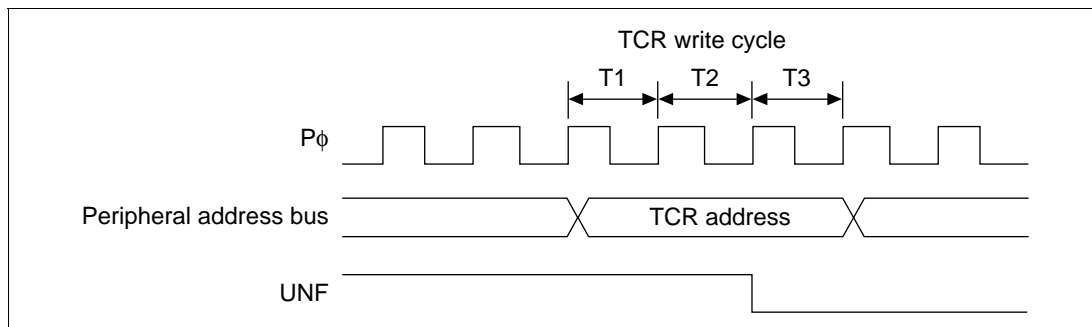 TCR write cycle
T1 T2 T3
Pϕ
Peripheral address bus
TCR address
UNF